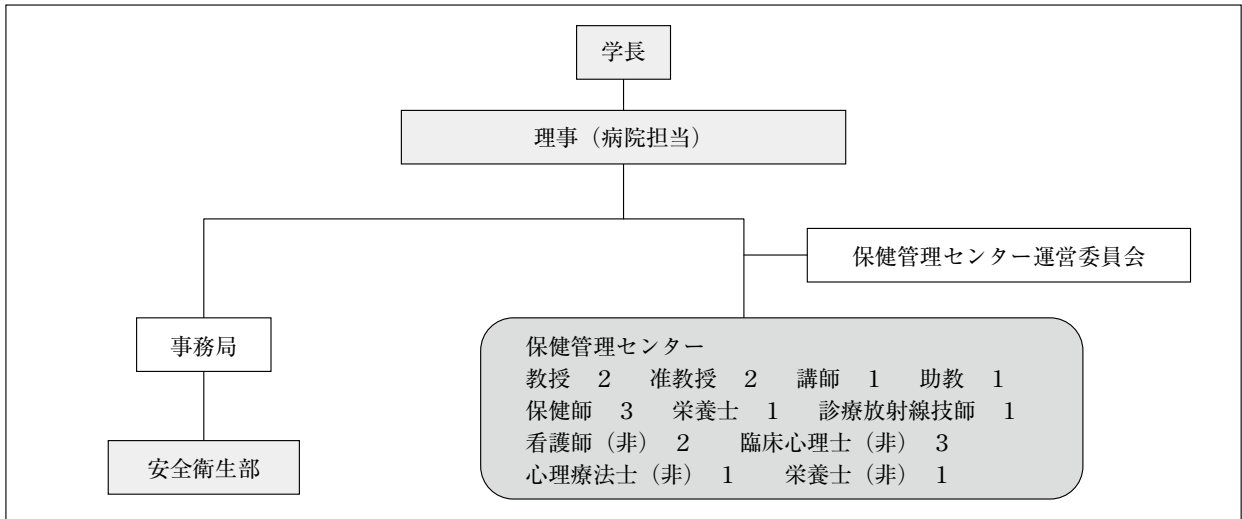 学長
理事（病院担当）
保健管理センター運営委員会
事務局
安全衛生部
保健管理センター
教授　2　准教授　2　講師　1　助教　1
保健師　3　栄養士　1　診療放射線技師　1
看護師（非）　2　臨床心理士（非）　3
心理療法士（非）　1　栄養士（非）　1